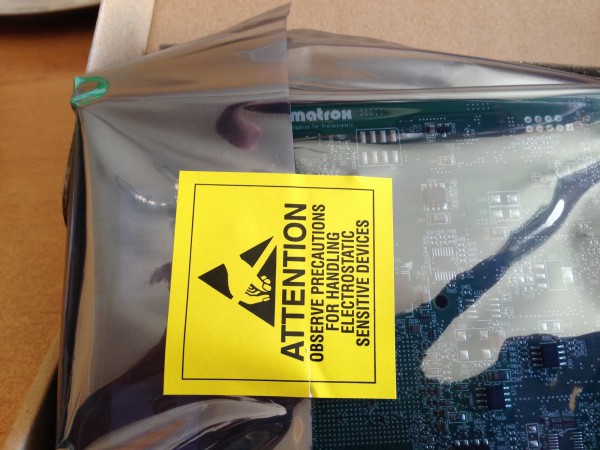 matrox
ATTENTION
OBSERVE PRECAUTIONS
FOR HANDLING
ELECTROSTATIC
SENSITIVE DEVICES